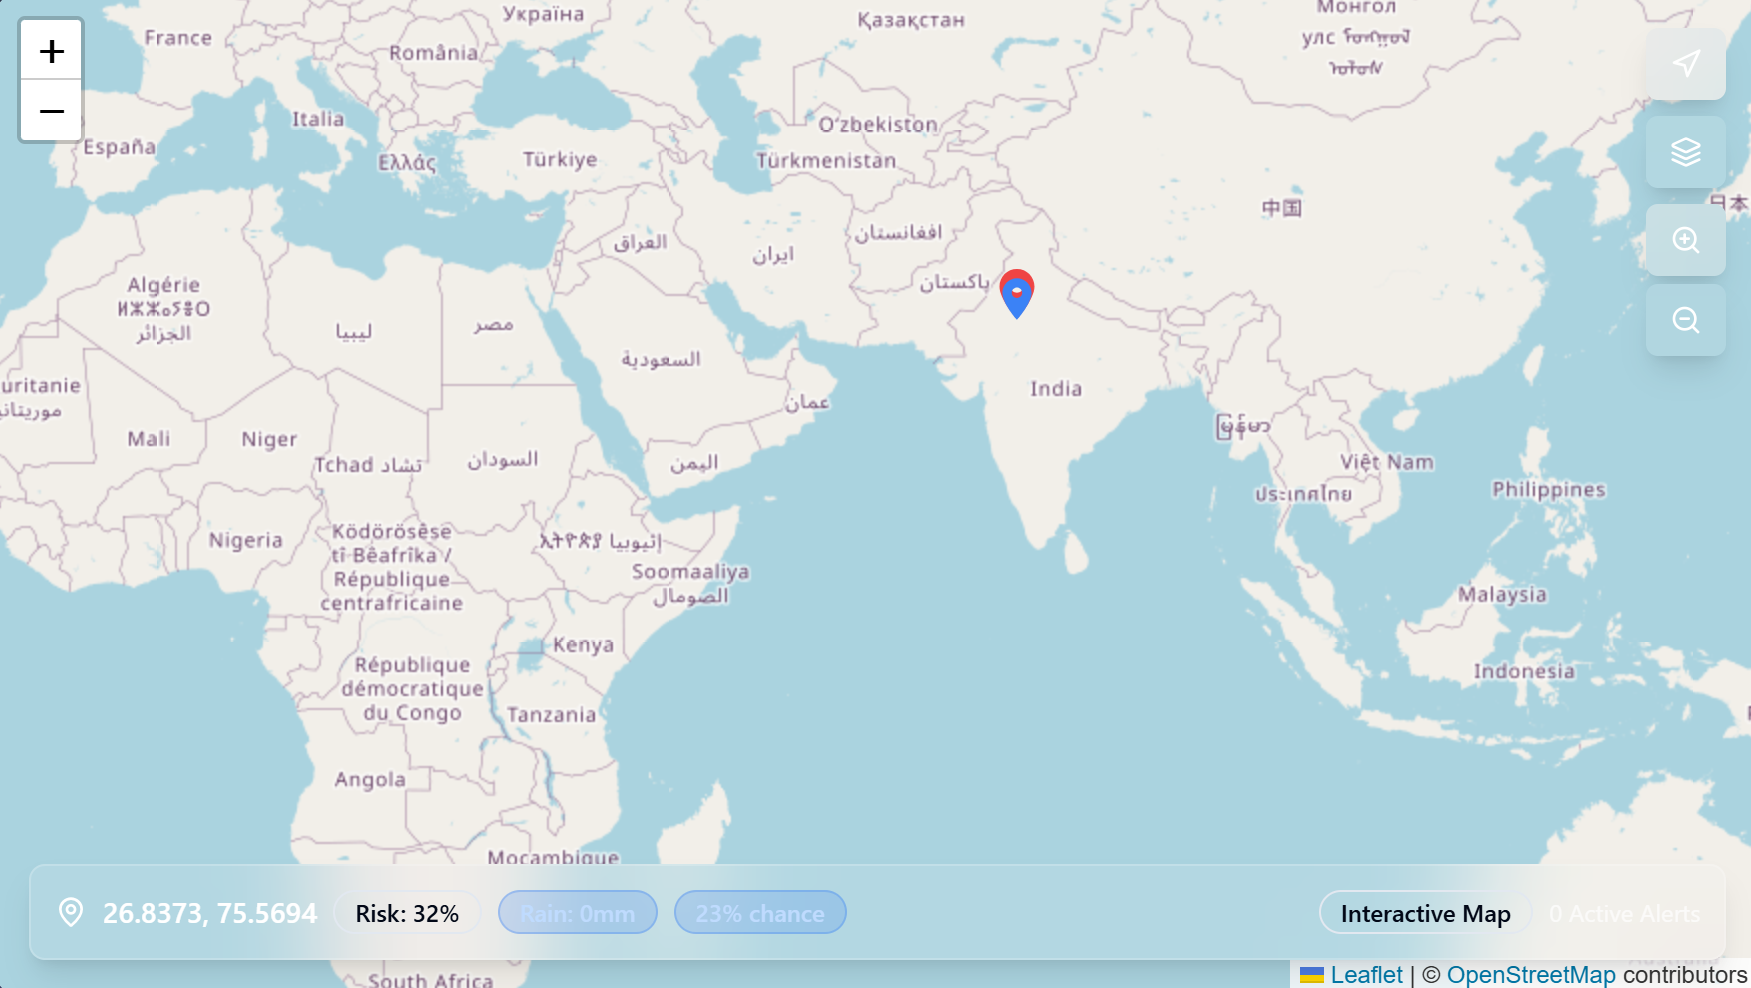 Україна
Қазақстан
Монгол
улс
France
România
Italia
O'zbekiston
España
Ελλάς
Türkiye
Türkmenistan
中国
日本
العراق
ایران
افغانستان
پاکستان
Algérie
ⵍⵣⵣⴰⵢⴻⵔ
الجزائر
ليبيا
مصر
السعودية
India
uritanie
موريتاني
عمان
မြန်မာ
Mali
Niger
Tchad تشاد
السودان
اليمن
Việt Nam
ประเทศไทย
Philippines
Nigeria
Ködörösêse
tî Bêafrîka /
République
centrafricaine
ኢትዮጵያ إثيوبيا
Soomaaliya
الصومال
Malaysia
Kenya
République
démocratique
du Congo
Indonesia
Tanzania
Angola
Moçambique
26.8373, 75.5694
Risk: 32%
Rain: 0mm
23% chance
Interactive Map
0 Active Alerts
Australia
South Africa
Leaflet | © OpenStreetMap contributors